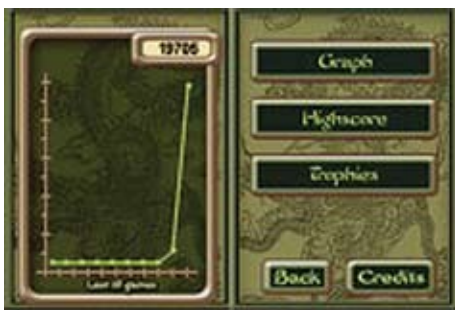 19705
Last 10 games
Graph
Highscore
Trophies
Back
Credits